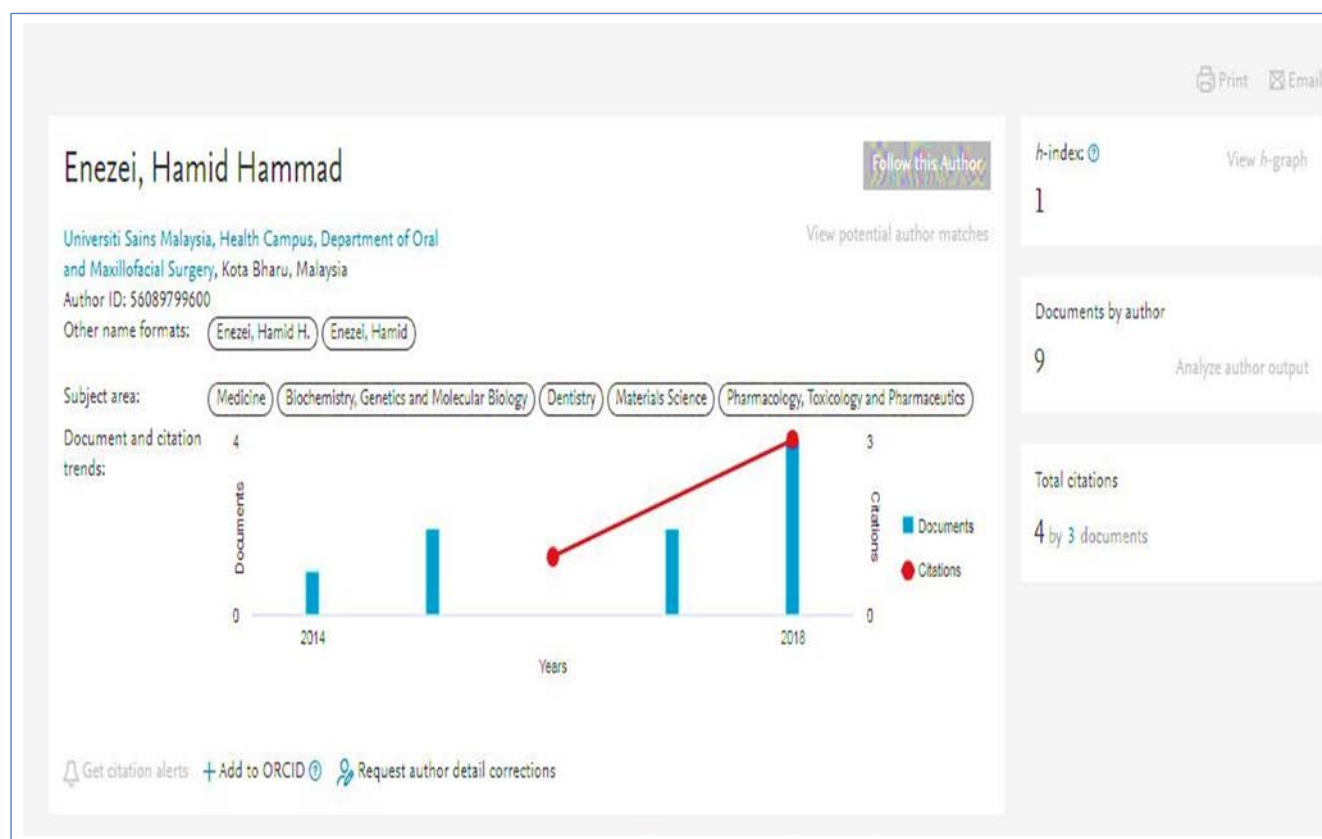 Print Email
Enezei, Hamid Hammad
Follow this Author
Universiti Sains Malaysia, Health Campus, Department of Oral
and Maxillofacial Surgery, Kota Bharu, Malaysia
View potential author matches
Author ID: 56089799600
Other name formats: Enezei, Hamid H. Enezei, Hamid
Subject area: Medicine Biochemistry, Genetics and Molecular Biology Dentistry Materials Science Pharmacology, Toxicology and Pharmaceutics
Document and citation
trends:
4
Documents
0
2014
2018
Years
3
Citations
0
Documents
Citations
Get citation alerts + Add to ORCID ? Request author detail corrections
h-index: ? View h-graph
1
Documents by author
9 Analyze author output
Total citations
4 by 3 documents